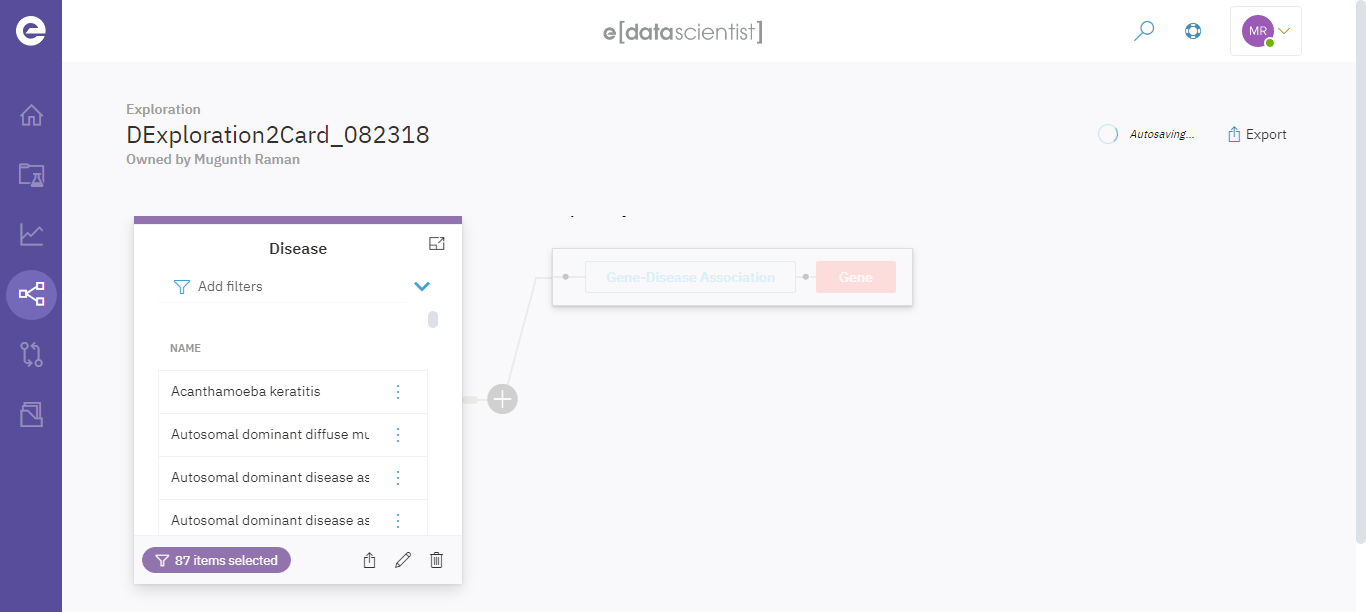 e[datascientist]
MR
Exploration
DExploration2Card_082318
Owned by Mugunth Raman
Autosaving...
Export
Disease
Add filters
NAME
Acanthamoeba keratitis
Autosomal dominant diffuse mu
Autosomal dominant disease as
Autosomal dominant disease as
87 items selected
Gene-Disease Association
Gene